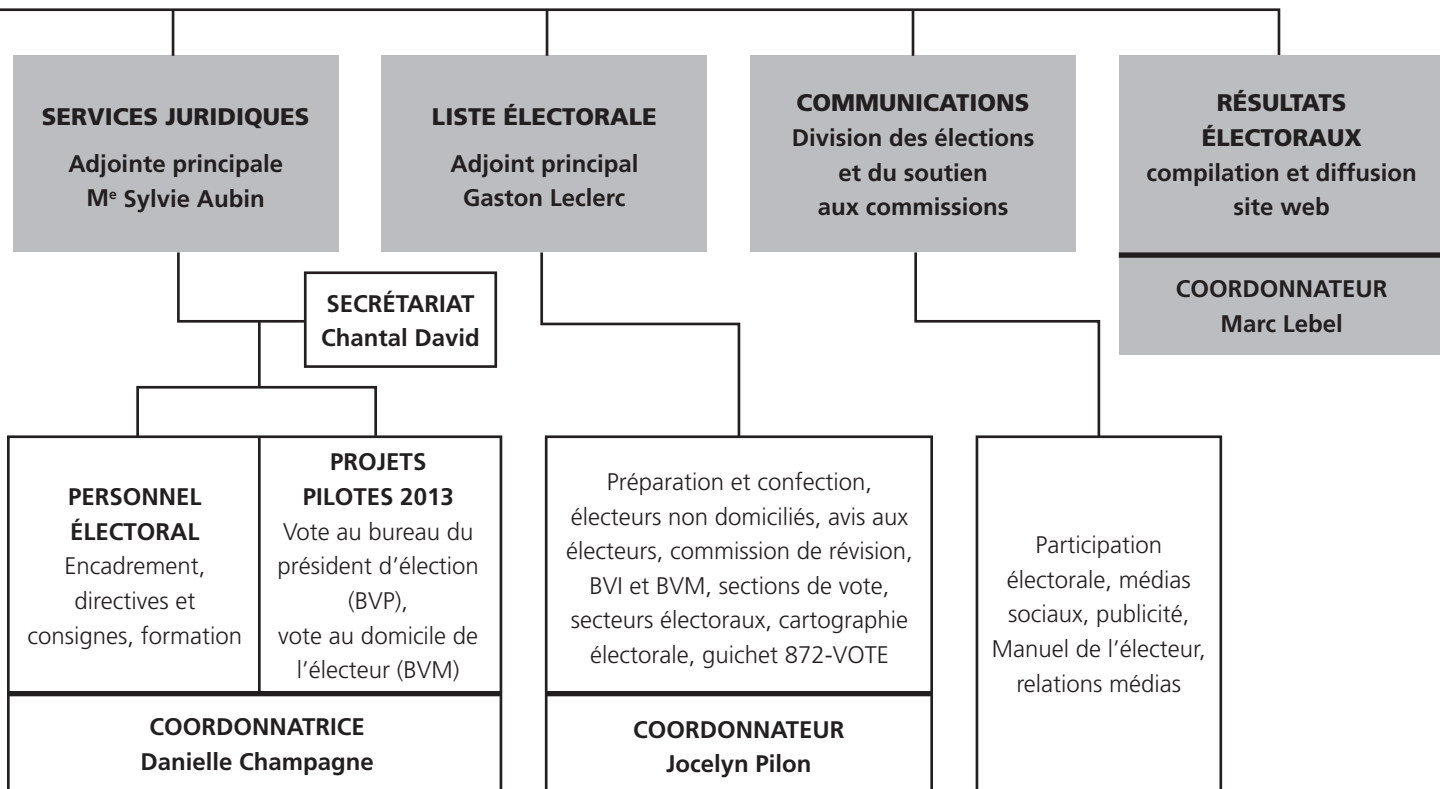 SERVICES JURIDIQUES
Adjointe principale
Mᵉ Sylvie Aubin
LISTE ÉLECTORALE
Adjoint principal
Gaston Leclerc
COMMUNICATIONS
Division des élections
et du soutien
aux commissions
RÉSULTATS
ÉLECTORAUX
compilation et diffusion
site web
COORDONNATEUR
Marc Lebel
SECRÉTARIAT
Chantal David
PERSONNEL
ÉLECTORAL
Encadrement,
directives et
consignes, formation
PROJETS
PILOTES 2013
Vote au bureau du
président d’élection
(BVP),
vote au domicile de
l’électeur (BVM)
COORDONNATRICE
Danielle Champagne
Préparation et confection,
électeurs non domiciliés, avis aux
électeurs, commission de révision,
BVI et BVM, sections de vote,
secteurs électoraux, cartographie
électorale, guichet 872-VOTE
COORDONNATEUR
Jocelyn Pilon
Participation
électorale, médias
sociaux, publicité,
Manuel de l’électeur,
relations médias